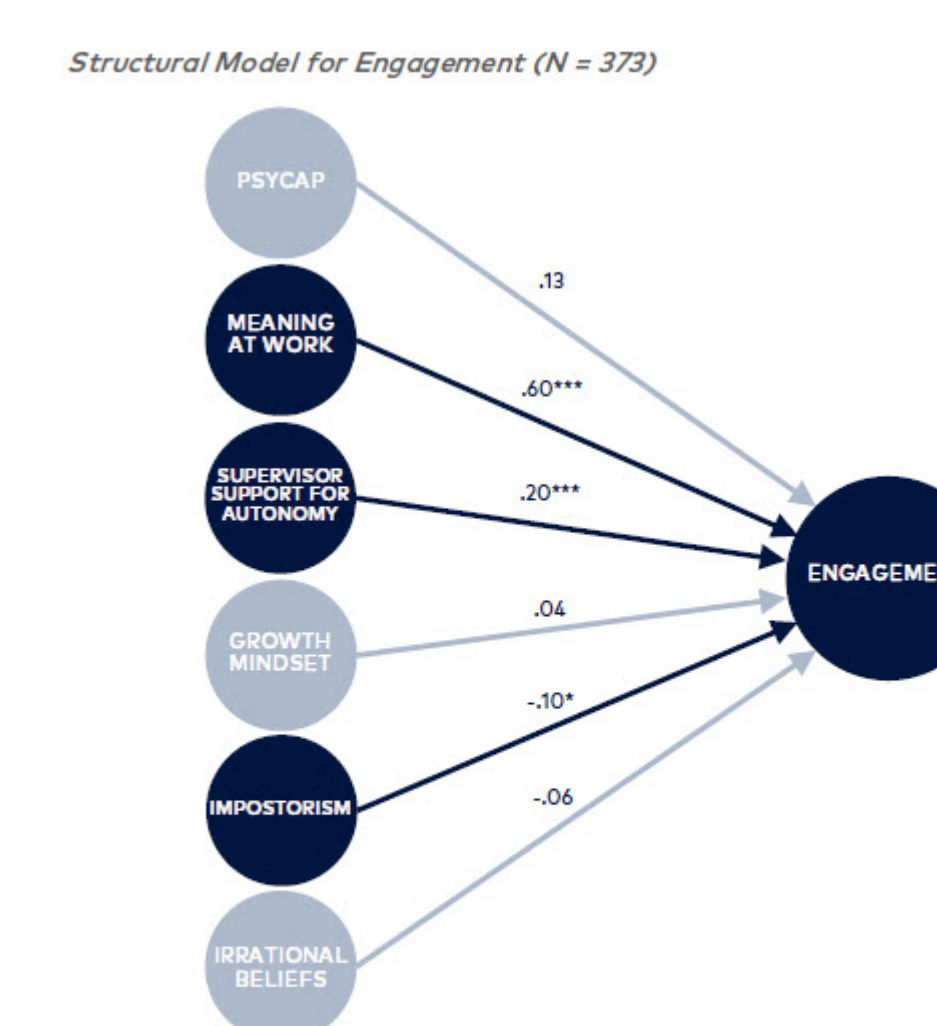 Structural Model for Engagement (N = 373)
PSYCAP
.13
MEANING
AT WORK
.60***
SUPERVISOR
SUPPORT FOR
AUTONOMY
.20***
ENGAGEME
GROWTH
MINDSET
.04
-.10*
IMPOSTORISM
-.06
IRRATIONAL
BELIEFS